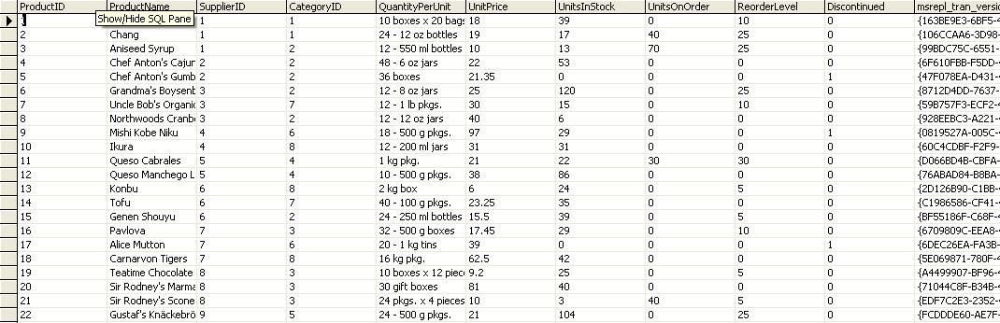 ProductID ProductName SupplierID CategoryID QuantityPerUnit UnitPrice UnitsInStock UnitsOnOrder ReorderLevel Discontinued msrepl_tran_versio
Show/Hide SQL Pane
1 1 1 10 boxes x 20 bags 18 39 0 10 0 {163BE9E3-6BF5-4
2 Chang 1 1 24 - 12 oz bottles 19 17 40 25 0 {106CCAA6-3D98-
3 Aniseed Syrup 1 2 12 - 550 ml bottles 10 13 70 25 0 {99BDC75C-6551-
4 Chef Anton's Cajun 2 2 48 - 6 oz jars 22 53 0 0 0 {6F610FBB-F5DD-4
5 Chef Anton's Gumb 2 2 36 boxes 21.35 0 0 0 1 {47F078EA-D431-4
6 Grandma's Boysenb 3 2 12 - 8 oz jars 25 120 0 25 0 {8712D4DD-7637-
7 Uncle Bob's Organic 3 7 12 - 1 lb pkgs. 30 15 0 10 0 {59B757F3-ECF2-4
8 Northwoods Cranbe 3 2 12 - 12 oz jars 40 6 0 0 0 {928EEBC3-A221-
9 Mishi Kobe Niku 4 6 18 - 500 g pkgs. 97 29 0 0 1 {0819527A-005C-4
10 Ikura 4 8 12 - 200 ml jars 31 31 0 0 0 {60C4CDBF-F2F9-
11 Queso Cabrales 5 4 1 kg pkg. 21 22 30 30 0 {D066BD4B-CBFA-
12 Queso Manchego L 5 4 10 - 500 g pkgs. 38 86 0 0 0 {76ABAD84-B8BA-
13 Konbu 6 8 2 kg box 6 24 0 5 0 {2D126B90-C1BB-4
14 Tofu 6 7 40 - 100 g pkgs. 23.25 35 0 0 0 {C1986586-CF41-4
15 Genen Shouyu 6 2 24 - 250 ml bottles 15.5 39 0 5 0 {BF55186F-C68F-4
16 Pavlova 7 3 32 - 500 g boxes 17.45 29 0 10 0 {6709809C-EEA8-4
17 Alice Mutton 7 6 20 - 1 kg tins 39 0 0 0 1 {6DEC26EA-FA3B-
18 Carnarvon Tigers 7 8 16 kg pkg. 62.5 42 0 0 0 {5E069871-780F-4
19 Teatime Chocolate 8 3 10 boxes x 12 piece 9.2 25 0 5 0 {A4499907-BF96-4
20 Sir Rodney's Marma 8 3 30 gift boxes 81 40 0 0 0 {71044C8F-B34B-4
21 Sir Rodney's Scone 8 3 24 pkgs. x 4 pieces 10 3 40 5 0 {EDF7C2E3-2352-4
22 Gustaf's Knäckebrö 9 5 24 - 500 g pkgs. 21 104 0 25 0 {FCDDDE60-AE7F-